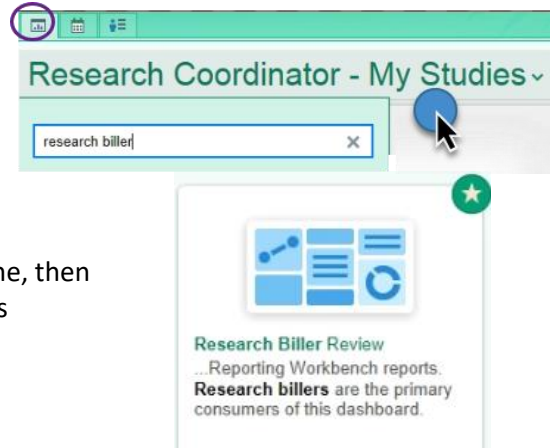 Research Coordinator - My Studies
research biller
ne, then
s
Research Biller Review
...Reporting Workbench reports.
Research billers are the primary
consumers of this dashboard.